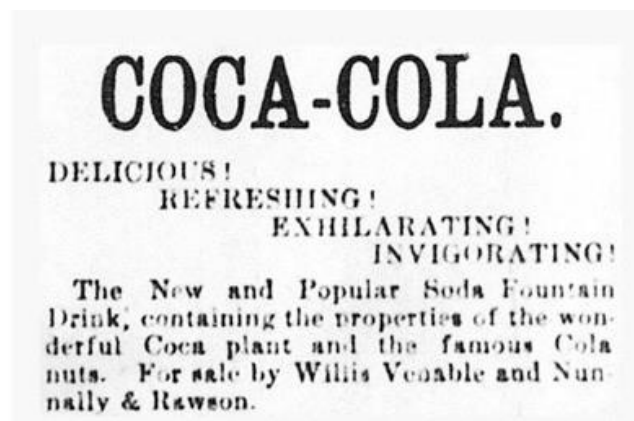 COCA-COLA.
DELICIOUS!
REFRESHING!
EXHILARATING!
INVIGORATING!
The New and Popular Soda Fountain
Drink, containing the properties of the won-
derful Coca plant and the famous Cola
nuts. For sale by Willis Venable and Nun-
nally & Rawson.